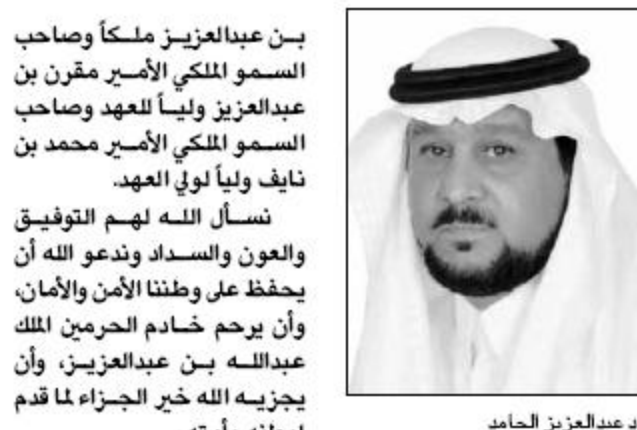 بن عبدالعزيز ملكاً وصاحب
السمو الملكي الأمير مقرن بن
عبدالعزيز ولياً للعهد وصاحب
السمو الملكي الأمير محمد بن
نايف ولياً لولي العهد.
نسأل الله لهم التوفيق
والعون والسداد وندعو الله أن
يحفظ على وطننا الأمن والأمان،
وأن يرحم خادم الحرمين الملك
عبدالله بن عبدالعزيز، وأن
يجزيه الله خير الجزاء لما قدم
د عبدالعزيز الحامد